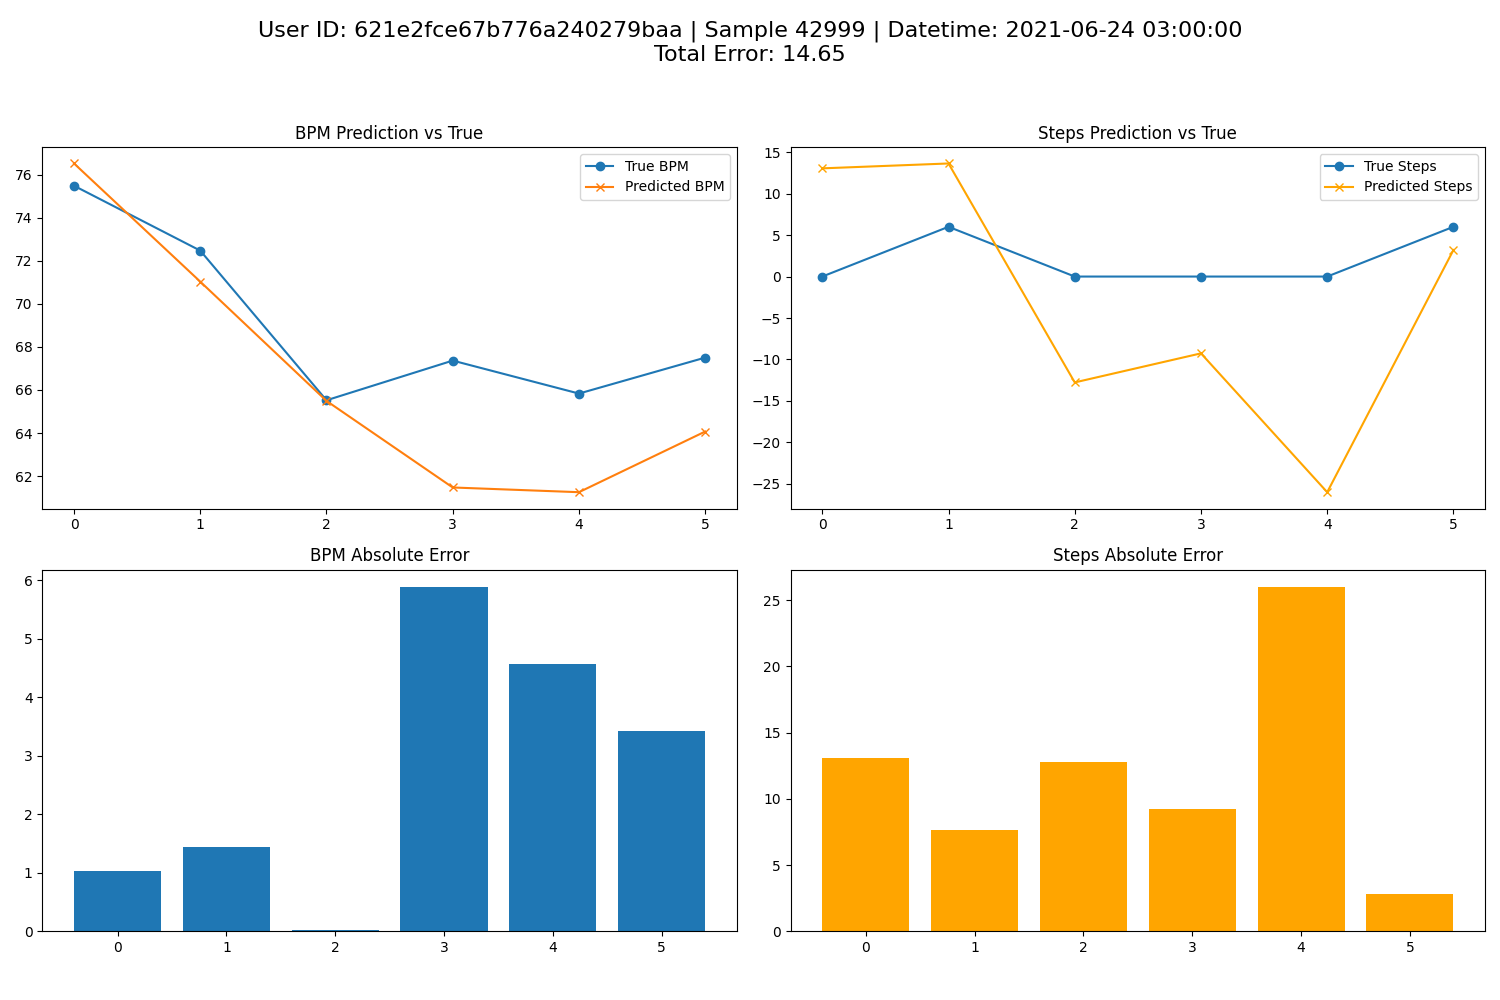 User ID: 621e2fce67b776a240279baa | Sample 42999 | Datetime: 2021-06-24 03:00:00
Total Error: 14.65
BPM Prediction vs True
True BPM
Predicted BPM
76
74
72
70
68
66
64
62
0 1 2 3 4 5
Steps Prediction vs True
True Steps
Predicted Steps
15
10
5
0
−5
−10
−15
−20
−25
0 1 2 3 4 5
BPM Absolute Error
6
5
4
3
2
1
0
0 1 2 3 4 5
Steps Absolute Error
25
20
15
10
5
0
0 1 2 3 4 5